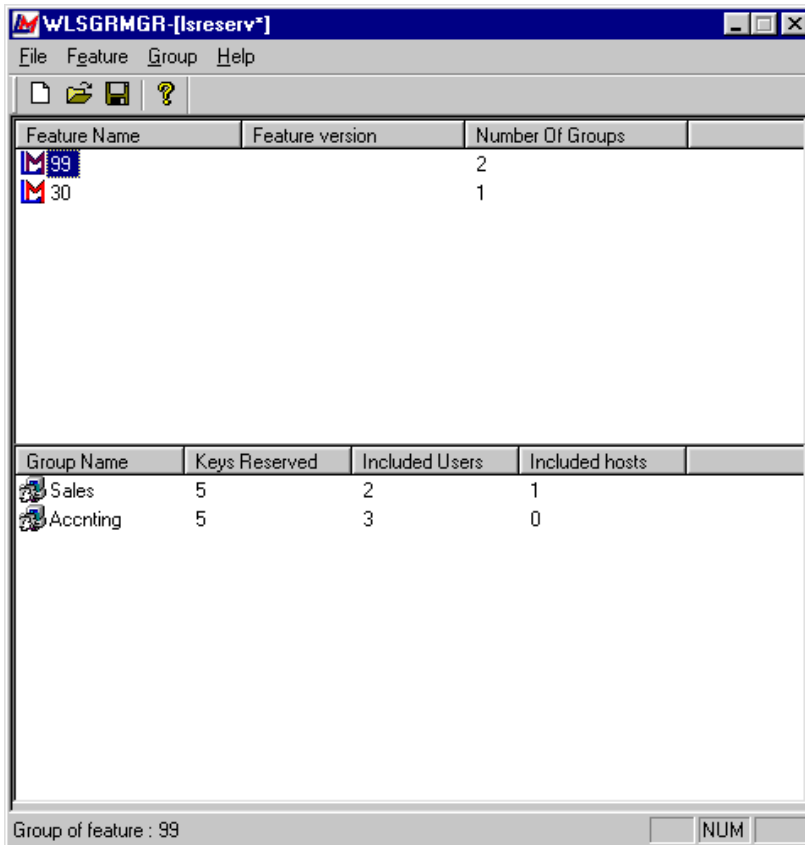 WLSGRMGR-[lsreserv*]
File Feature Group Help
Feature Name Feature version Number Of Groups
99 2
30 1
Group Name Keys Reserved Included Users Included hosts
Sales 5 2 1
Accnting 5 3 0
Group of feature : 99 NUM